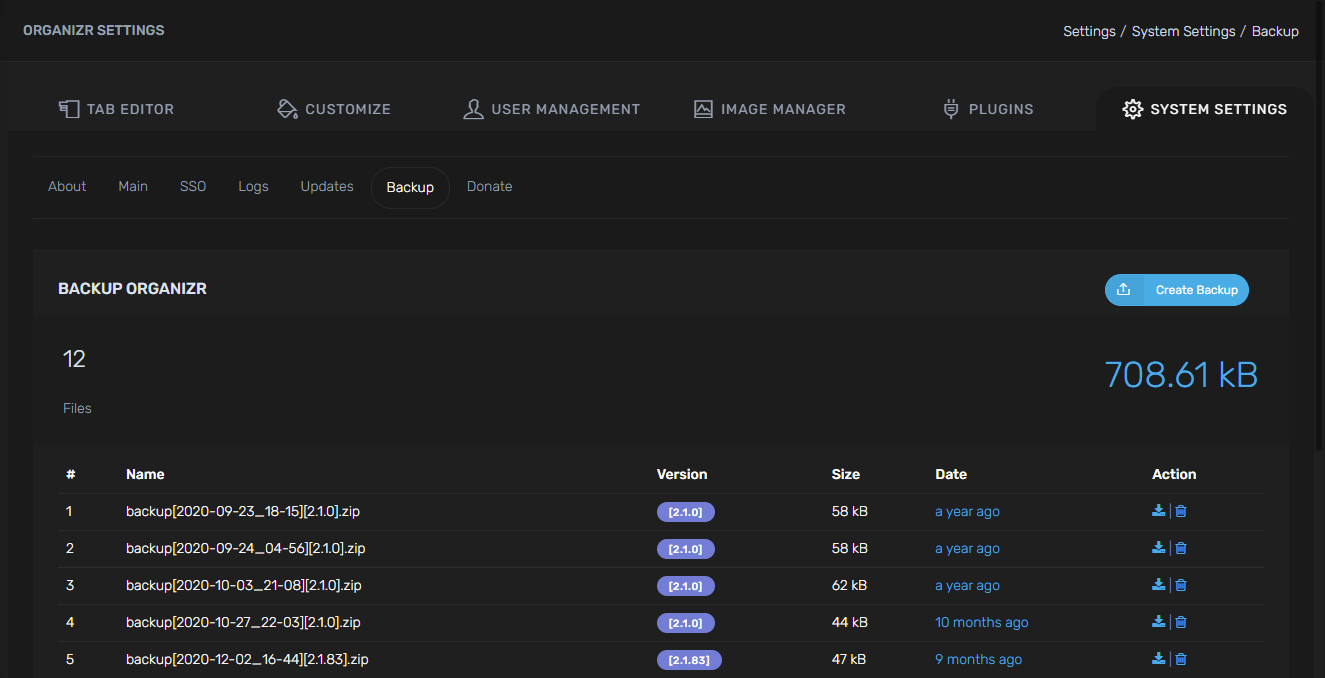 ORGANIZR SETTINGS
Settings / System Settings / Backup
TAB EDITOR CUSTOMIZE USER MANAGEMENT IMAGE MANAGER PLUGINS SYSTEM SETTINGS
About Main SSO Logs Updates Backup Donate
BACKUP ORGANIZR
Create Backup
12
708.61 kB
Files
# Name Version Size Date Action
1 backup[2020-09-23_18-15][2.1.0].zip [2.1.0] 58 kB a year ago
2 backup[2020-09-24_04-56][2.1.0].zip [2.1.0] 58 kB a year ago
3 backup[2020-10-03_21-08][2.1.0].zip [2.1.0] 62 kB a year ago
4 backup[2020-10-27_22-03][2.1.0].zip [2.1.0] 44 kB 10 months ago
5 backup[2020-12-02_16-44][2.1.83].zip [2.1.83] 47 kB 9 months ago